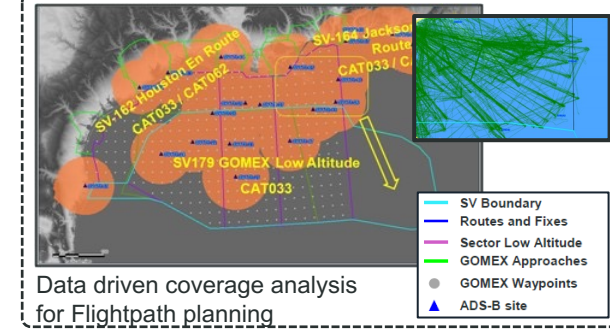 SV-162 Houston En Route
CAT033 / CAT062
SV-164 Jackson
Route
CAT033 / C
SV179 GOMEX Low Altitude
CAT033
SV Boundary
Routes and Fixes
Sector Low Altitude
GOMEX Approaches
GOMEX Waypoints
ADS-B site
Data driven coverage analysis
for Flightpath planning